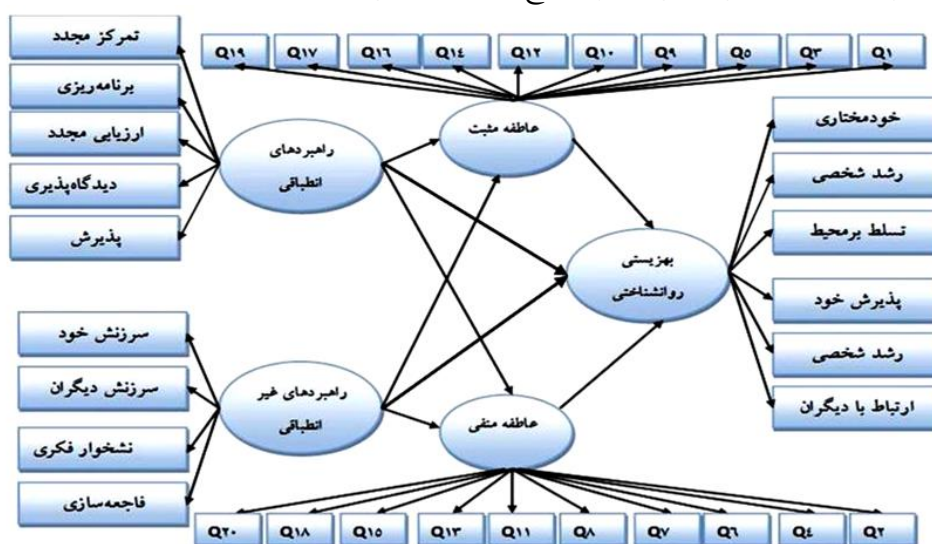 Q۱۹ Q۱۷ Q۱۶ Q۱۴ Q۱۲ Q۱۰ Q۹ Q۵ Q۳ Q۱
تمرکز مجدد
برنامه‌ریزی
ارزیابی مجدد
دیدگاه‌پذیری
پذیرش
راهبردهای
انطباقی
عاطفه مثبت
خودمختاری
رشد شخصی
تسلط برمحیط
پذیرش خود
رشد شخصی
ارتباط با دیگران
بهزیستی
روانشناختی
سرزنش خود
سرزنش دیگران
نشخوار فکری
فاجعه‌سازی
راهبردهای غیر
انطباقی
عاطفه منفی
Q۲۰ Q۱۸ Q۱۵ Q۱۳ Q۱۱ Q۸ Q۷ Q۶ Q۴ Q۲